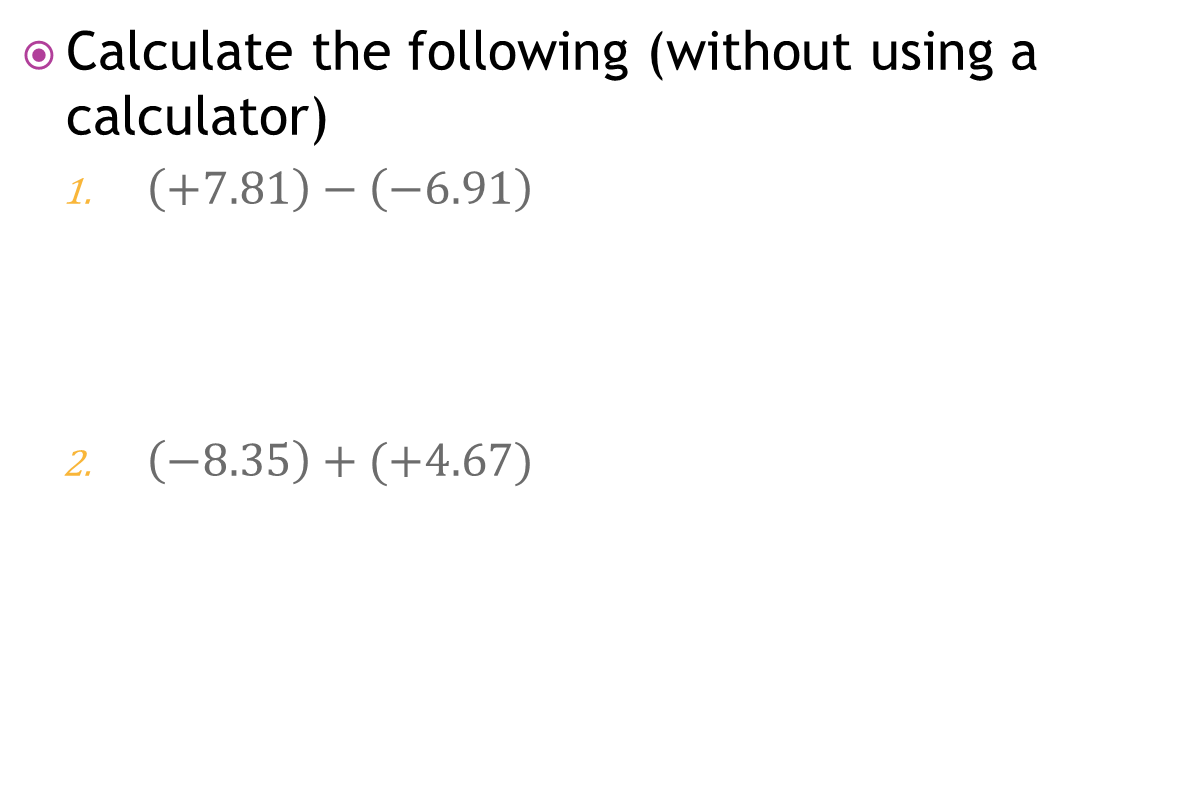 Calculate the following (without using a
calculator)
1. (+7.81) − (−6.91)
2. (−8.35) + (+4.67)